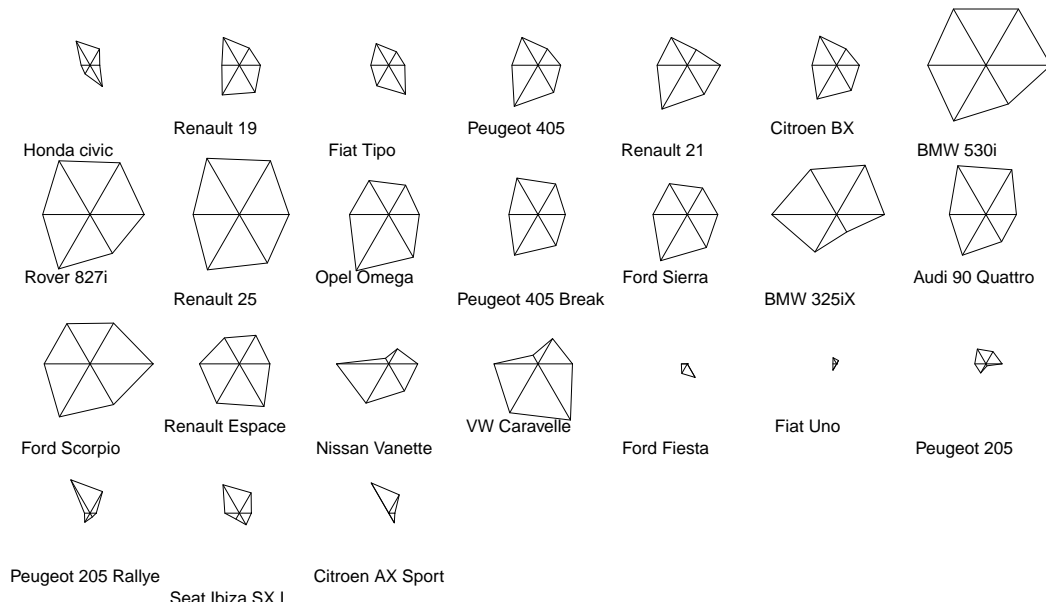 Honda civic
Renault 19
Fiat Tipo
Peugeot 405
Renault 21
Citroen BX
BMW 530i
Rover 827i
Renault 25
Opel Omega
Peugeot 405 Break
Ford Sierra
BMW 325iX
Audi 90 Quattro
Ford Scorpio
Renault Espace
Nissan Vanette
VW Caravelle
Ford Fiesta
Fiat Uno
Peugeot 205
Peugeot 205 Rallye
Seat Ibiza SX I
Citroen AX Sport